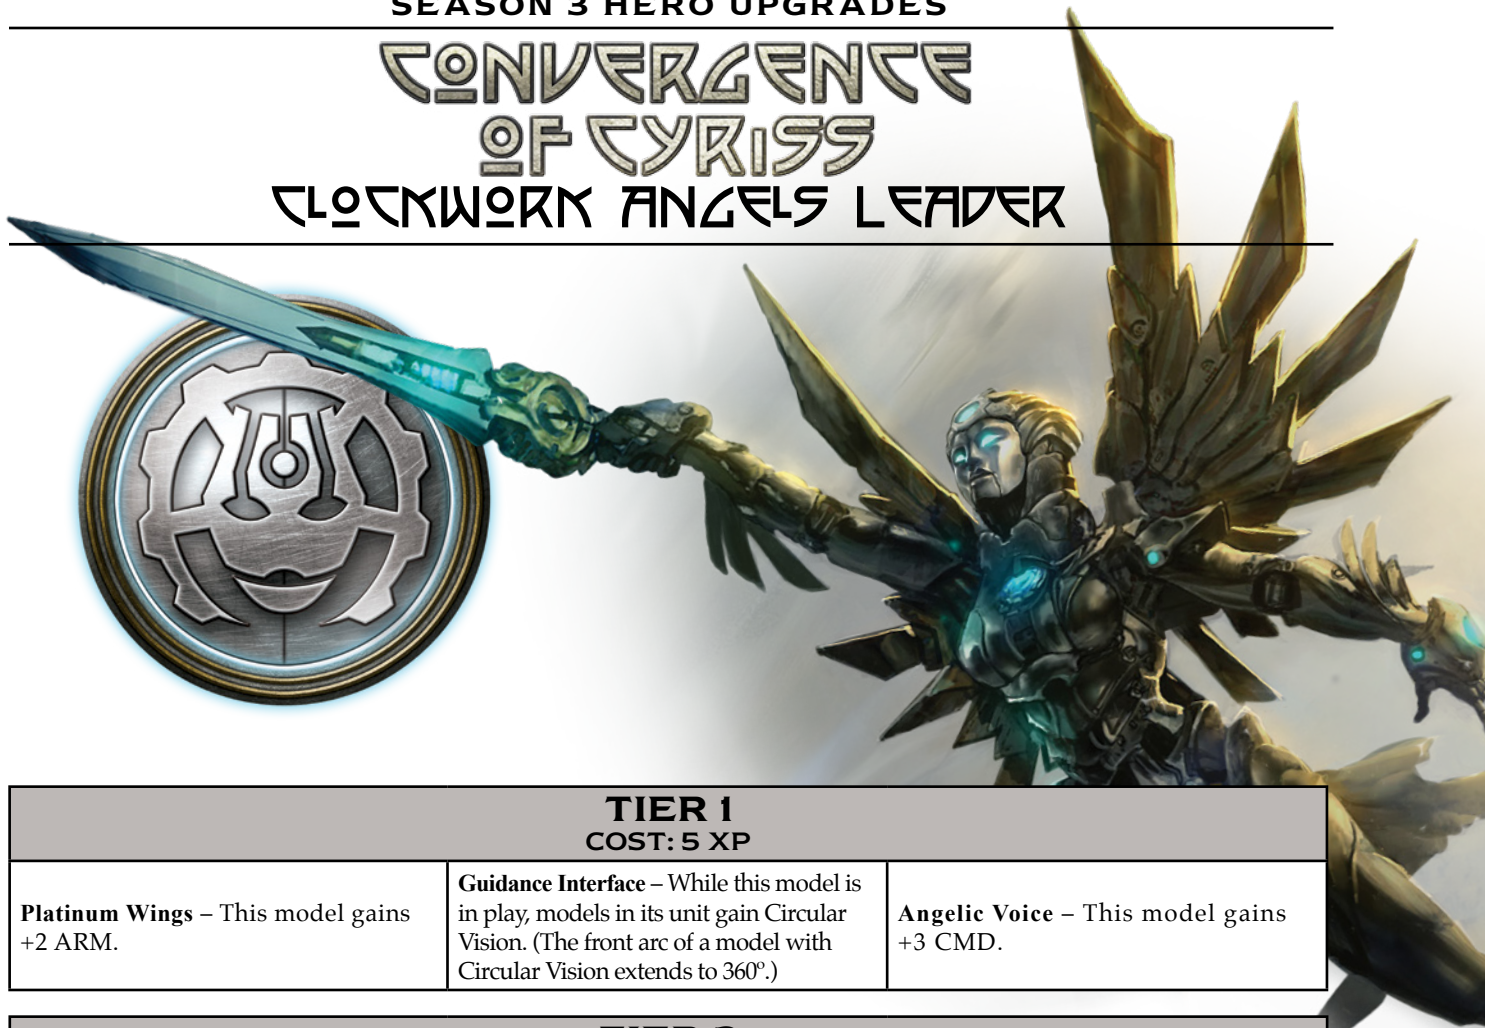 SEASON 3 HERO UPGRADES
CONVERGENCE
OF CYRISS
CLOCKWORK ANGELS LEADER
TIER 1
COST: 5 XP
Platinum Wings – This model gains
+2 ARM.
Guidance Interface – While this model is
in play, models in its unit gain Circular
Vision. (The front arc of a model with
Circular Vision extends to 360º.)
Angelic Voice – This model gains
+3 CMD.